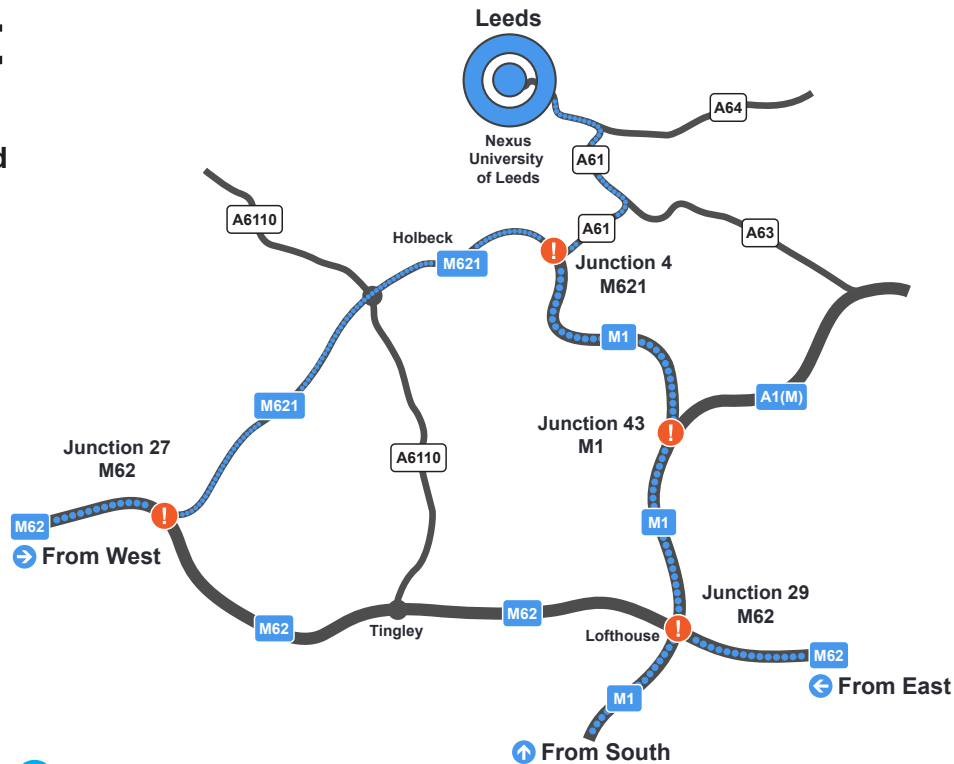 Leeds
A64
Nexus
University
of Leeds
A61
d
A6110
A61
A63
Holbeck
M621
Junction 4
M621
M1
A1(M)
M621
Junction 43
M1
Junction 27
M62
A6110
M62
M1
From West
Junction 29
M62
M62
M62
Tingley
Lofthouse
M62
From East
M1
From South